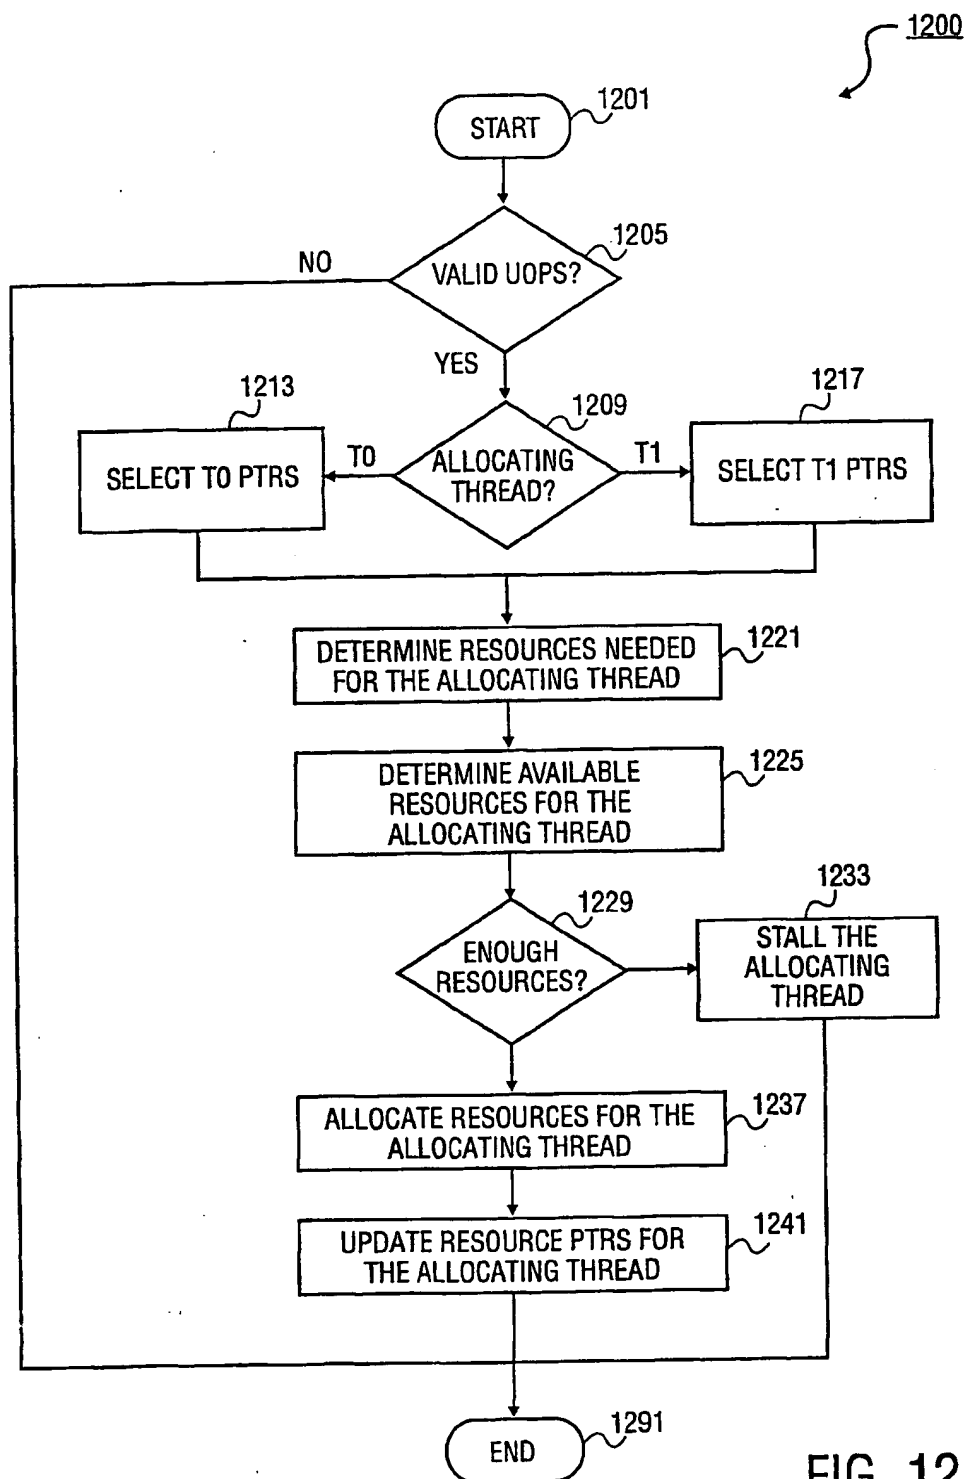 1200
START
1201
VALID UOPS?
1205
NO
YES
1213
1209
1217
SELECT T0 PTRS
T0
ALLOCATING
THREAD?
T1
SELECT T1 PTRS
DETERMINE RESOURCES NEEDED
FOR THE ALLOCATING THREAD
1221
DETERMINE AVAILABLE
RESOURCES FOR THE
ALLOCATING THREAD
1225
1229
ENOUGH
RESOURCES?
1233
STALL THE
ALLOCATING
THREAD
ALLOCATE RESOURCES FOR THE
ALLOCATING THREAD
1237
UPDATE RESOURCE PTRS FOR
THE ALLOCATING THREAD
1241
END
1291
FIG. 12